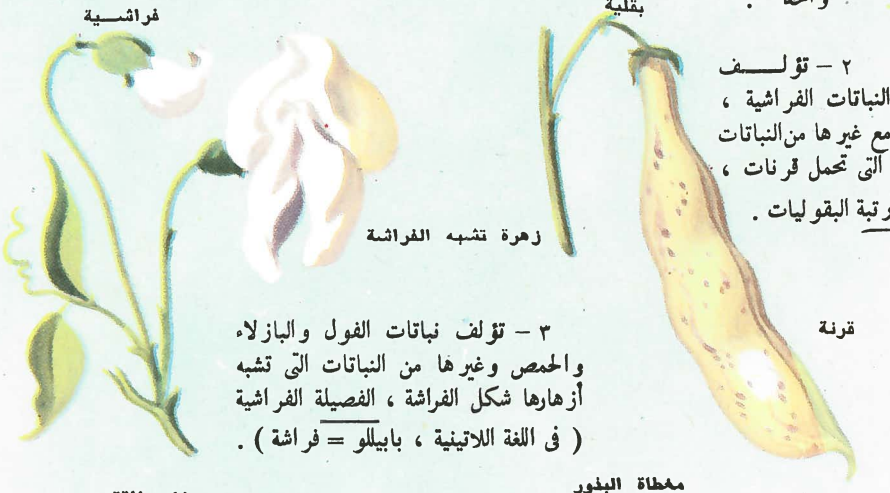 فراشية
بقلية
واحد
٢ – تؤلف
النباتات الفراشية ،
مع غيرها من النباتات
التى تحمل قرنات ،
رتبة البقوليات .
زهرة تشبه الفراشة
قرنة
٣ – تؤلف نباتات الفول والبازلاء
والحمص وغيرها من النباتات التى تشبه
أزهارها شكل الفراشة ، الفصيلة الفراشية
( فى اللغة اللاتينية ، بابيللو = فراشة ) .
مغطاة البذور